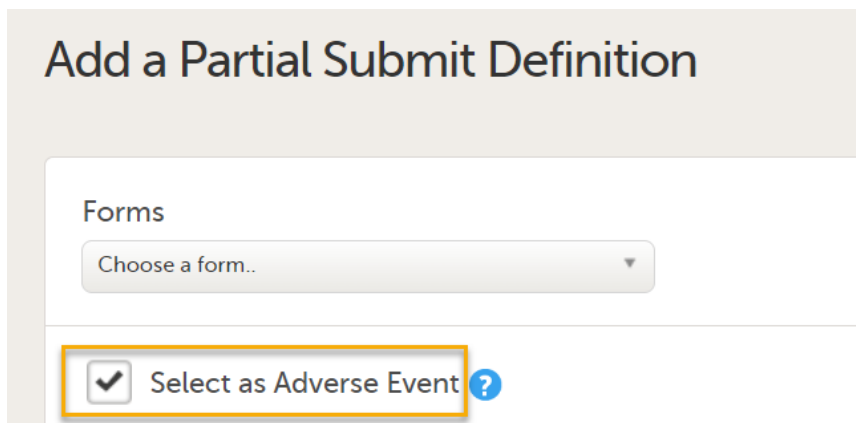 Add a Partial Submit Definition
Forms
Choose a form..
Select as Adverse Event ?